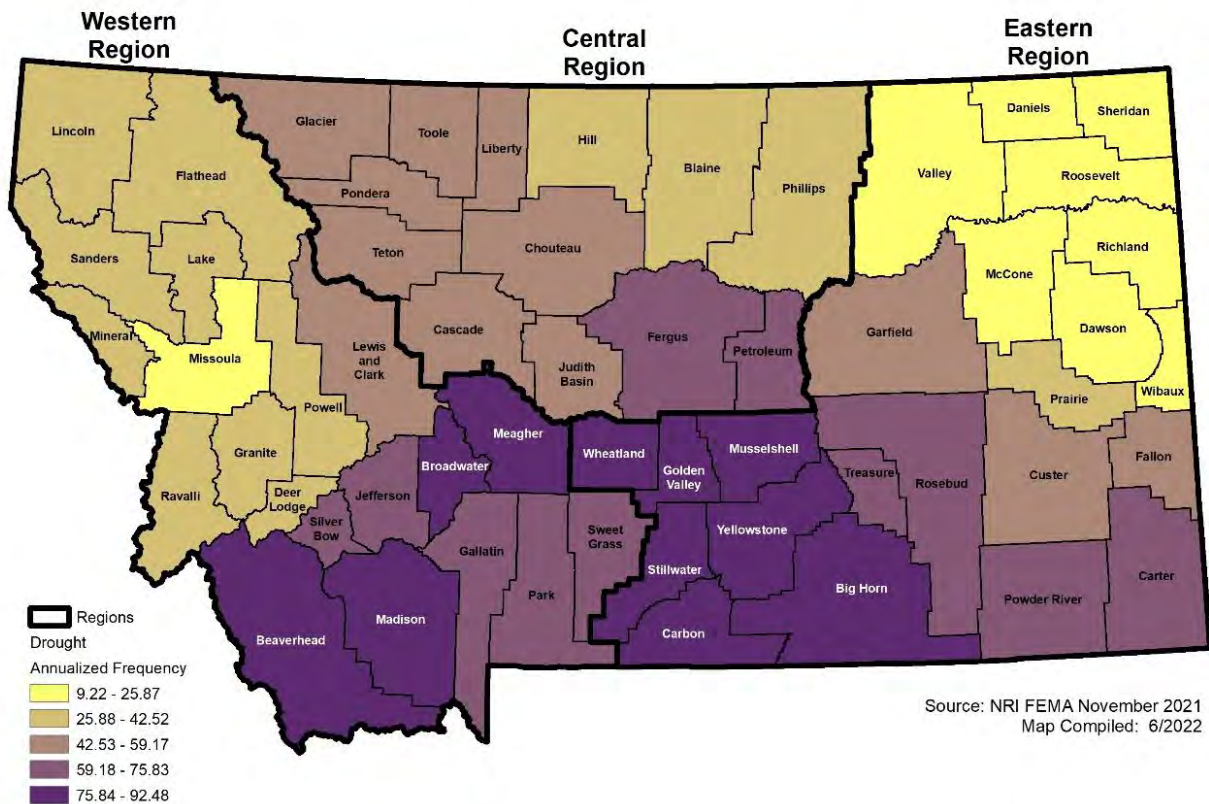 Western
Region
Central
Region
Eastern
Region
Lincoln
Flathead
Glacier
Toole
Liberty
Hill
Blaine
Phillips
Valley
Daniels
Sheridan
Roosevelt
Pondera
Teton
Chouteau
Sanders
Lake
Mineral
Missoula
Powell
Lewis
and
Clark
Cascade
Judith
Basin
Fergus
Petroleum
Garfield
McCone
Richland
Dawson
Wibaux
Prairie
Ravalli
Granite
Deer
Lodge
Silver
Bow
Jefferson
Broadwater
Meagher
Wheatland
Golden
Valley
Musselshell
Treasure
Rosebud
Custer
Fallon
Gallatin
Park
Sweet
Grass
Stillwater
Yellowstone
Big Horn
Carbon
Powder River
Carter
Beaverhead
Madison
Regions
Drought
Annualized Frequency
9.22 - 25.87
25.88 - 42.52
42.53 - 59.17
59.18 - 75.83
75.84 - 92.48
Source: NRI FEMA November 2021
Map Compiled: 6/2022